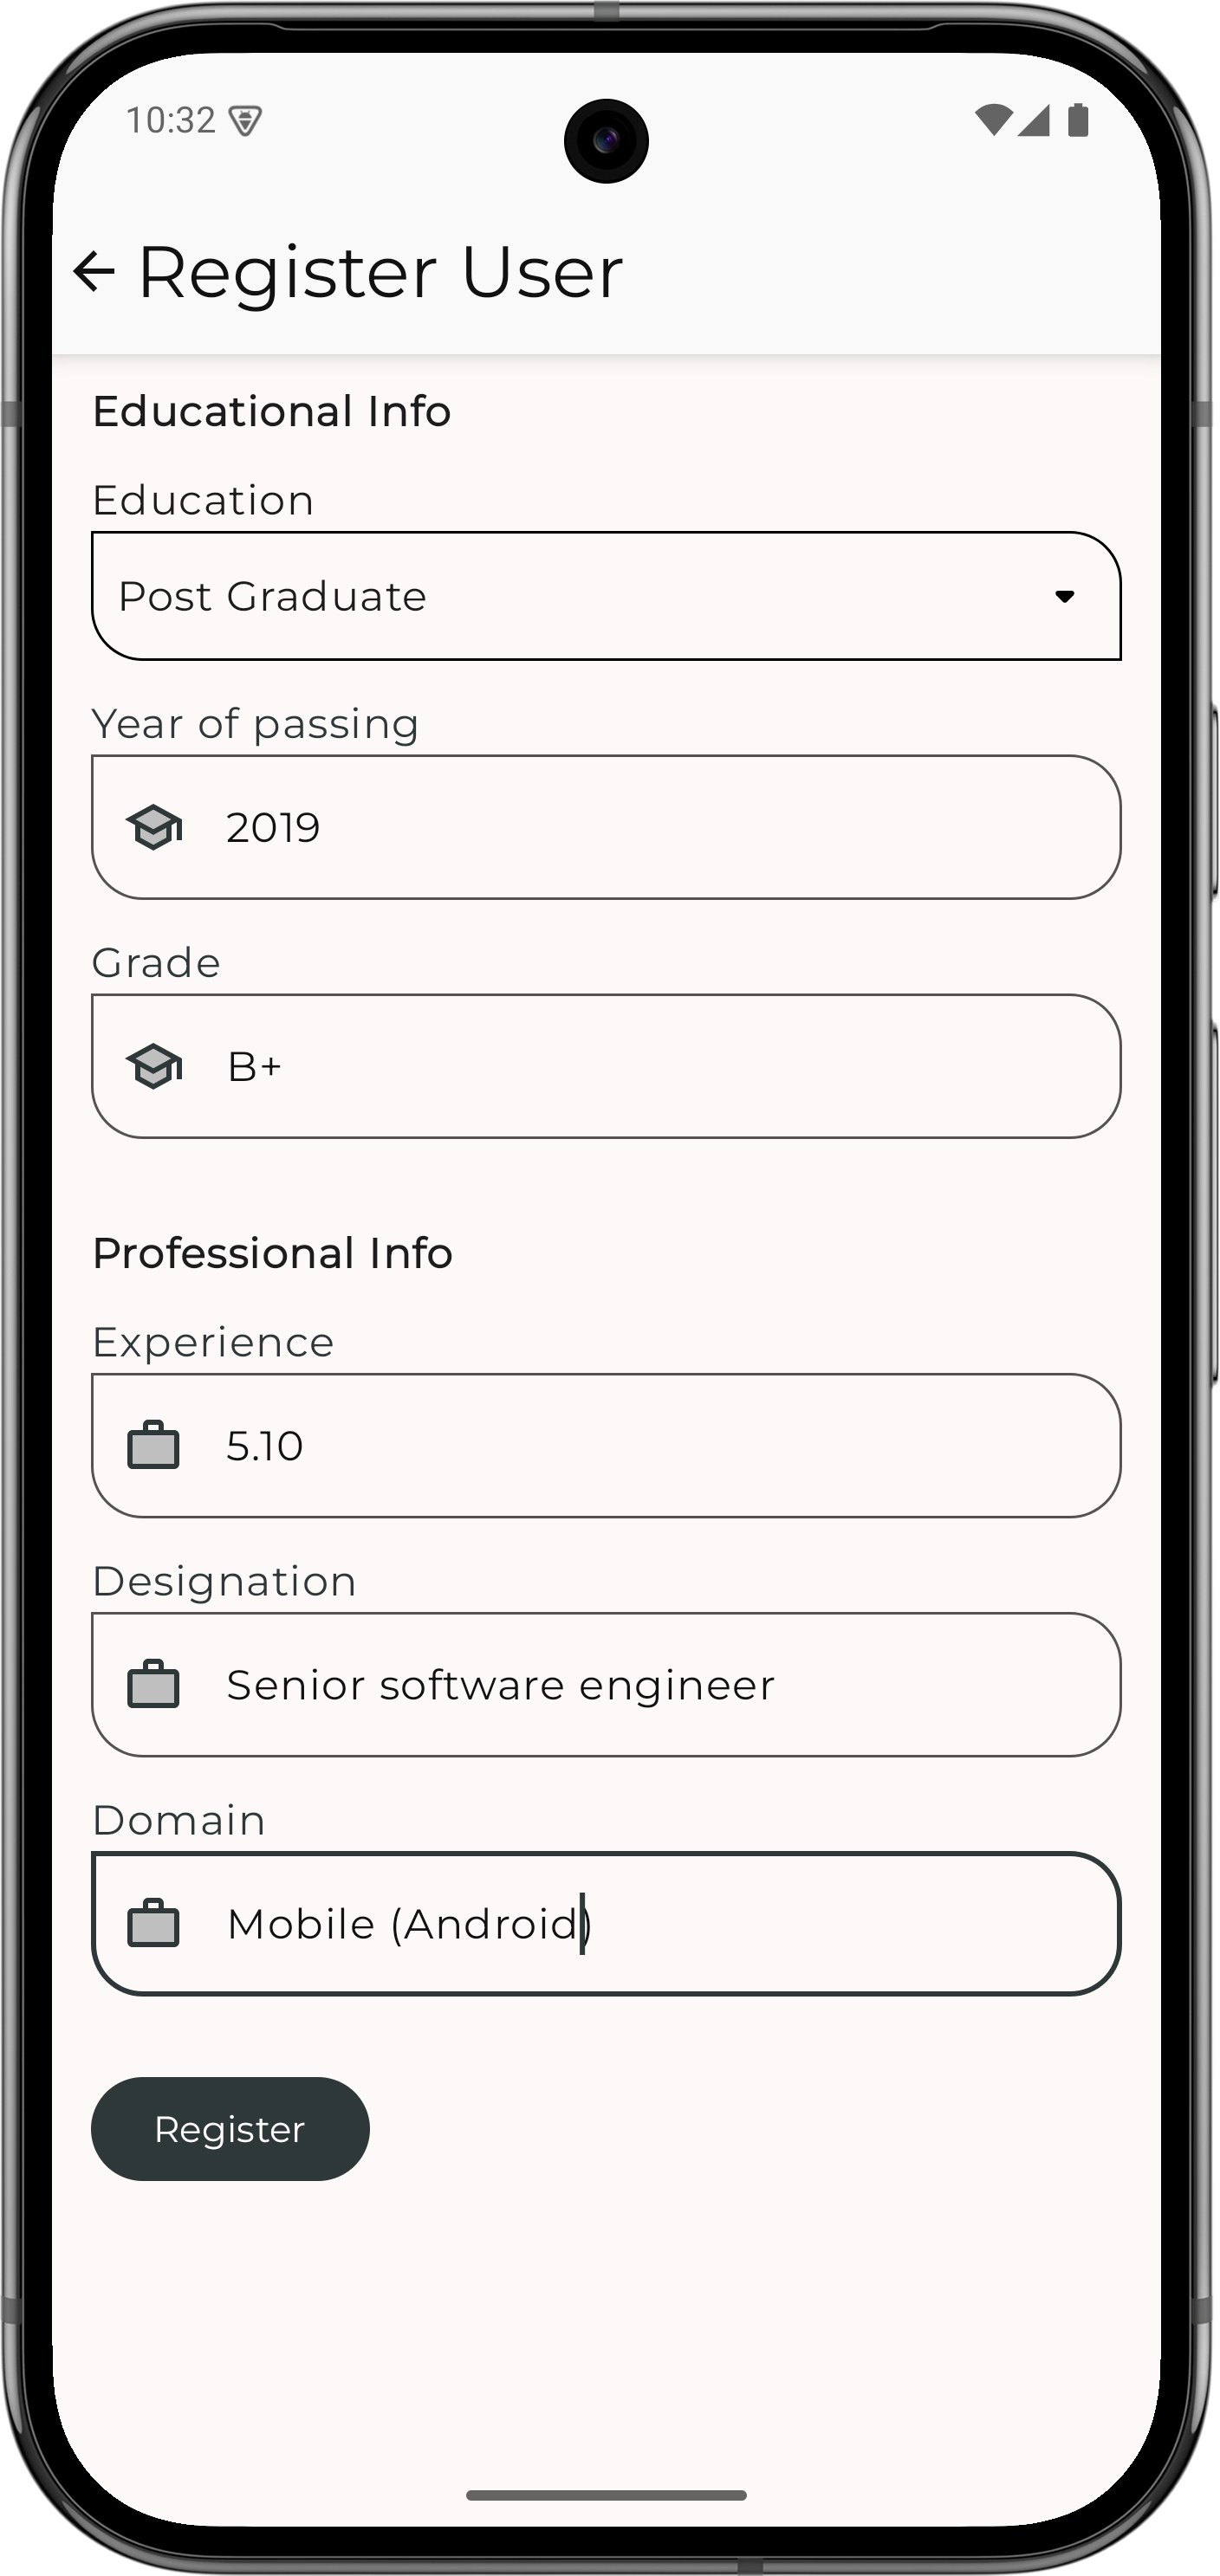 10:32
Register User
Educational Info
Education
Post Graduate
Year of passing
2019
Grade
B+
Professional Info
Experience
5.10
Designation
Senior software engineer
Domain
Mobile (Android)
Register